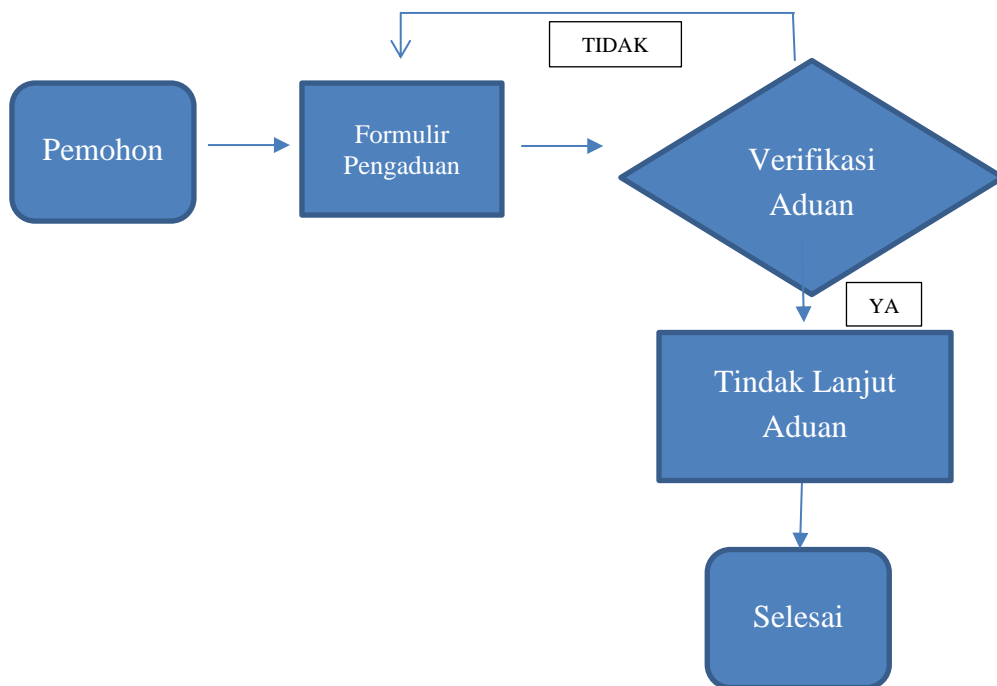 TIDAK
Pemohon
Formulir
Pengaduan
Verifikasi
Aduan
YA
Tindak Lanjut
Aduan
Selesai